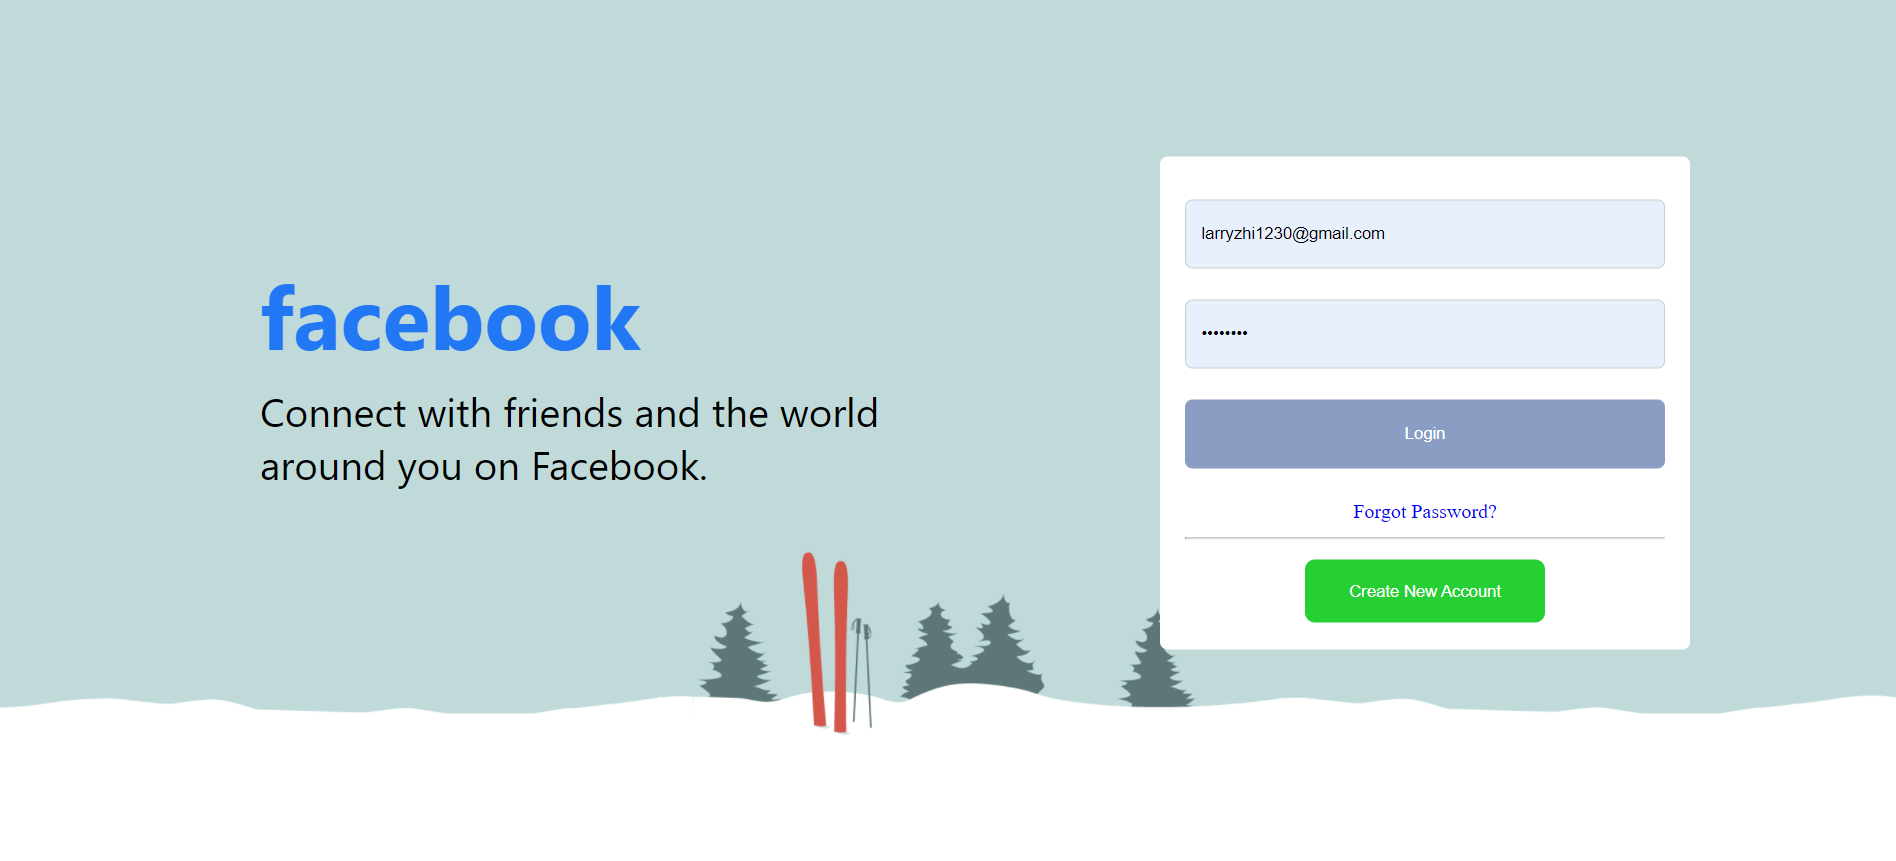 facebook
Connect with friends and the world
around you on Facebook.
larryzhi1230@gmail.com
••••••••
Login
Forgot Password?
Create New Account